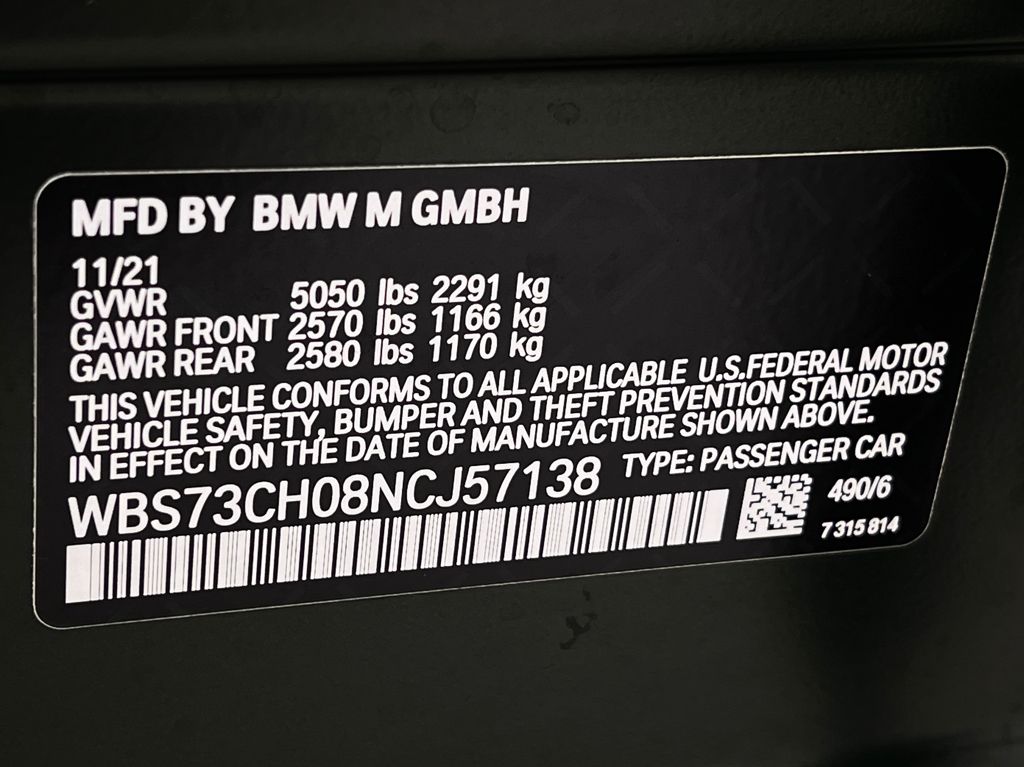 MFD BY BMW M GMBH
11/21
GVWR 5050 lbs 2291 kg
GAWR FRONT 2570 lbs 1166 kg
GAWR REAR 2580 lbs 1170 kg
THIS VEHICLE CONFORMS TO ALL APPLICABLE U.S.FEDERAL MOTOR
VEHICLE SAFETY, BUMPER AND THEFT PREVENTION STANDARDS
IN EFFECT ON THE DATE OF MANUFACTURE SHOWN ABOVE.
WBS73CH08NCJ57138 TYPE: PASSENGER CAR
490/6
7 315 814